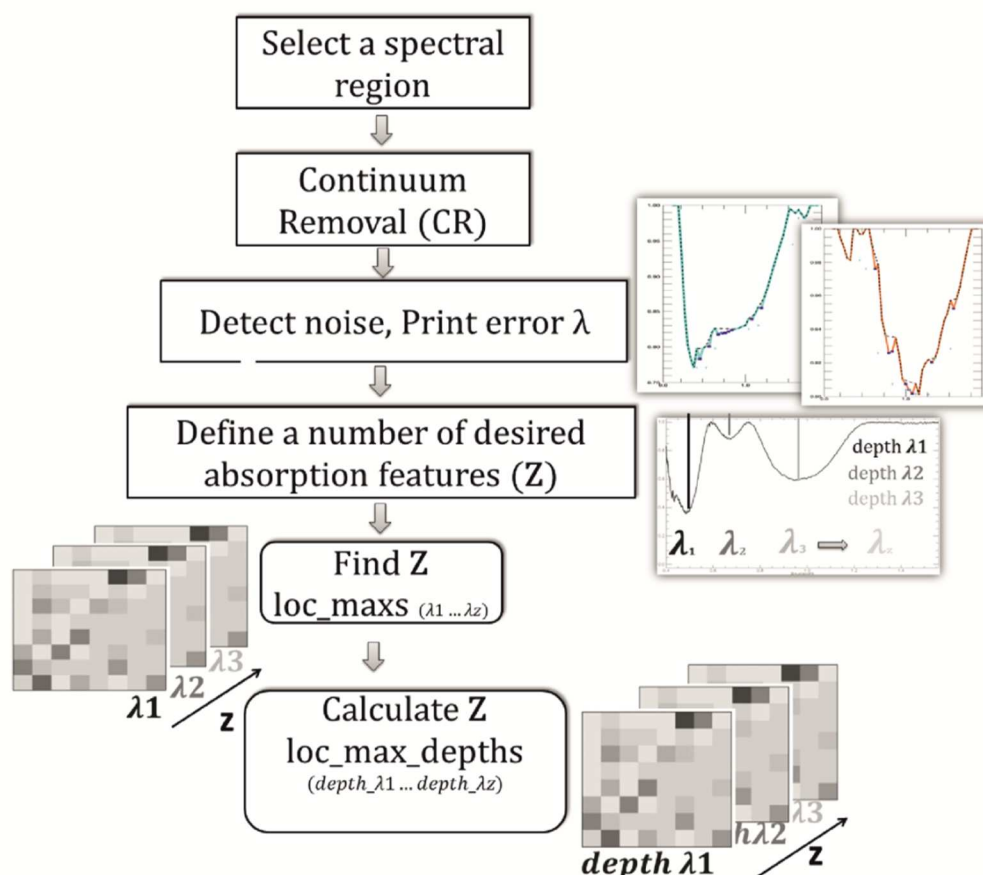 Select a spectral
region
Continuum
Removal (CR)
Detect noise, Print error λ
Define a number of desired
absorption features (Z)
depth λ1
depth λ2
depth λ3
λ₁ λ₂ λ₃ λz
Find Z
loc_maxs (λ1 ... λz)
λ1
λ2
λ3
z
Calculate Z
loc_max_depths
(depth_λ1 ... depth_λz)
depth λ1
hλ2
λ3
z